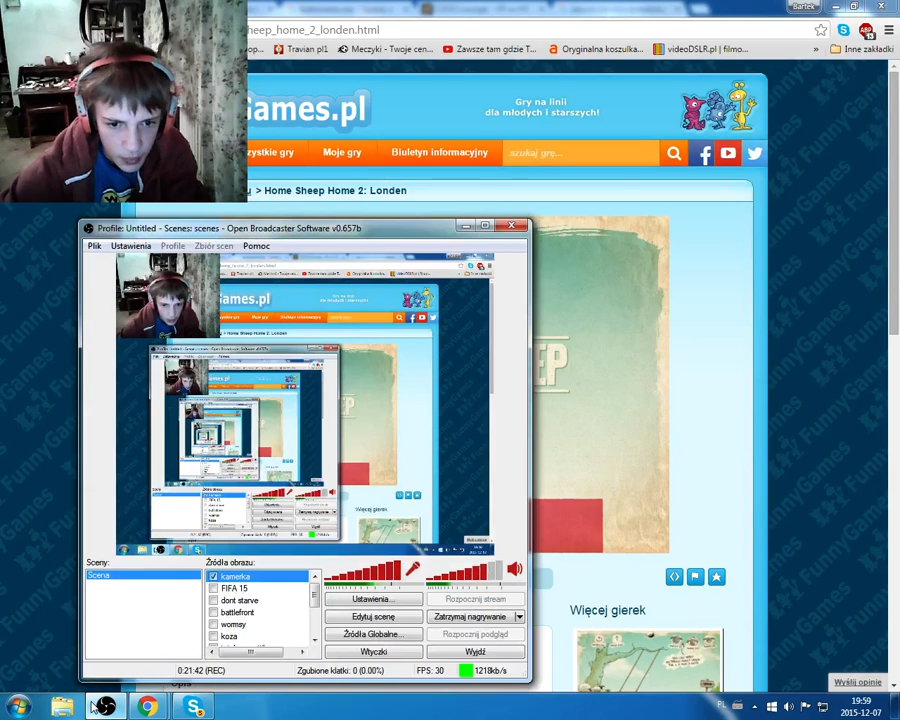 Bartek
heep_home_2_londen.html
Travian pl1
Meczyki - Twoje cen...
Zawsze tam gdzie T...
Oryginalna koszulka...
videoDSLR.pl | filmo...
»
Inne zakładki
Games.pl
Gry na linii
dla młodych i starszych!
zystkie gry
Moje gry
Biuletyn informacyjny
szukaj grę...
> Home Sheep Home 2: Londen
Profile: Untitled - Scenes: scenes - Open Broadcaster Software v0.657b
Plik
Ustawienia
Profile
Zbiór scen
Pomoc
EP
Więcej gierek
Sceny:
Scena
Źródła obrazu:
kamerka
FIFA 15
dont starve
battlefront
wormsy
koza
Ustawienia...
Rozpocznij stream
Edytuj scenę
Zatrzymaj nagrywanie
Źródła Globalne...
Rozpocznij podgląd
Wtyczki
Wyjdź
0:21:42 (REC)
Zgubione klatki: 0 (0.00%)
FPS: 30
1218kb/s
Wyślij opinie
PL
19:59
2015-12-07